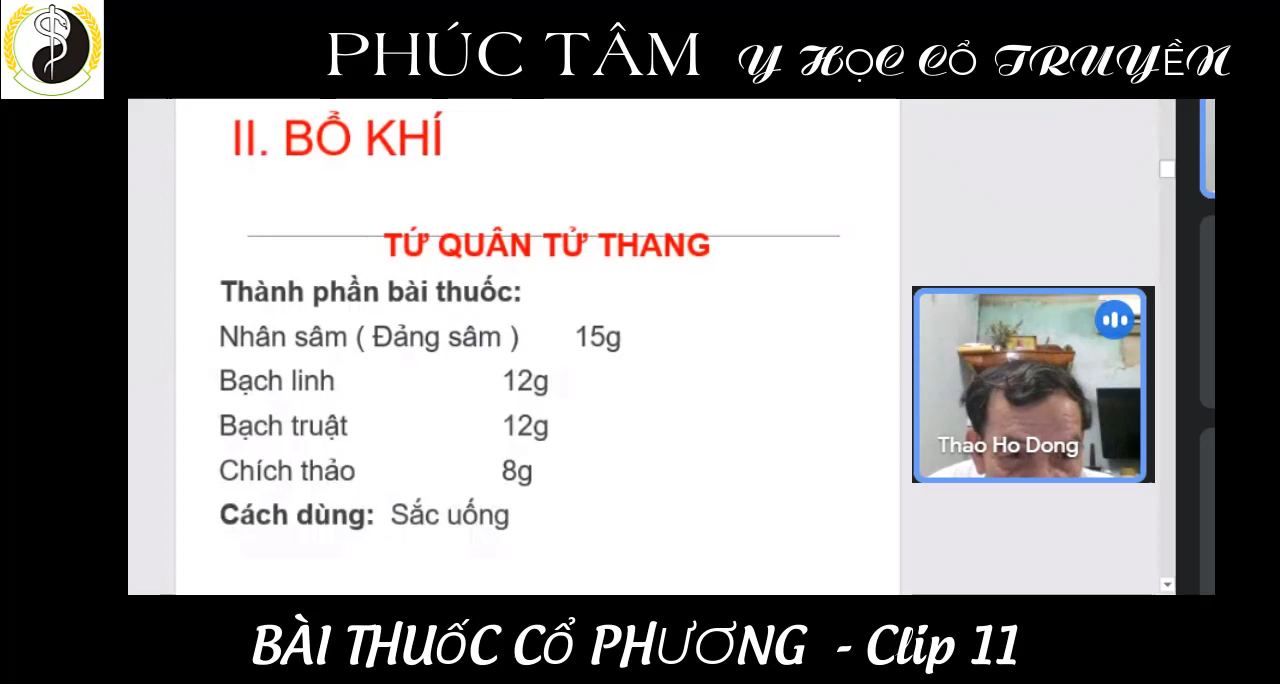 PHÚC TÂM Y HỌC CỔ TRUYỀN
II. BỔ KHÍ
TỨ QUÂN TỬ THANG
Thành phần bài thuốc:
Nhân sâm ( Đảng sâm ) 15g
Bạch linh 12g
Bạch truật 12g
Chích thảo 8g
Cách dùng: Sắc uống
Thao Ho Dong
BÀI THUốC Cổ PHƯƠNG - Clip 11